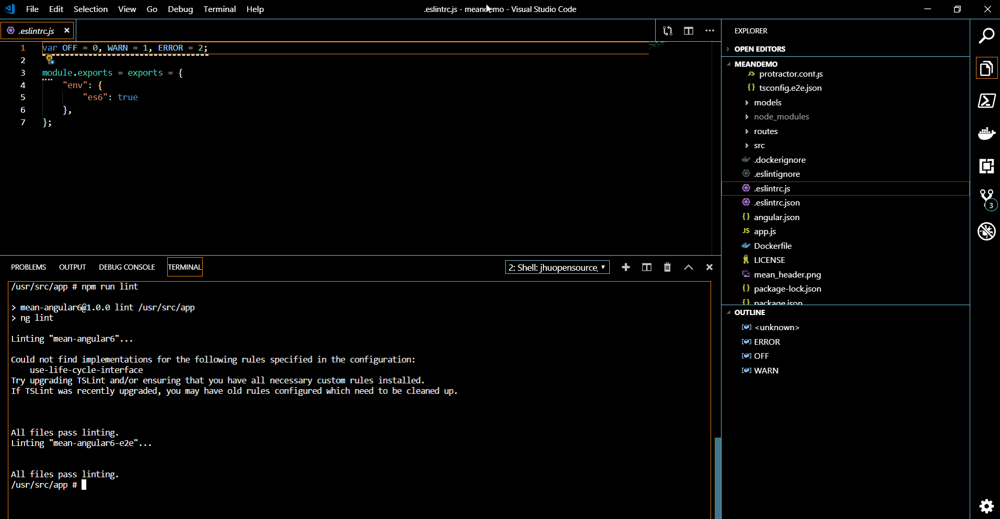 File Edit Selection View Go Debug Terminal Help
.eslintrc.js - meandemo - Visual Studio Code
.eslintrc.js
1 var OFF = 0, WARN = 1, ERROR = 2;
2
3 module.exports = exports = {
4 "env": {
5 "es6": true
6 },
7 };
PROBLEMS OUTPUT DEBUG CONSOLE TERMINAL
2: Shell: jhuopensource,
/usr/src/app # npm run lint
> mean-angular6@1.0.0 lint /usr/src/app
> ng lint
Linting "mean-angular6"...
Could not find implementations for the following rules specified in the configuration:
use-life-cycle-interface
Try upgrading TSLint and/or ensuring that you have all necessary custom rules installed.
If TSLint was recently upgraded, you may have old rules configured which need to be cleaned up.
All files pass linting.
Linting "mean-angular6-e2e"...
All files pass linting.
/usr/src/app #
EXPLORER
OPEN EDITORS
MEANDEMO
JS protractor.conf.js
{} tsconfig.e2e.json
models
node_modules
routes
src
.dockerignore
.eslintignore
.eslintrc.js
.eslintrc.json
{} angular.json
JS app.js
Dockerfile
LICENSE
mean_header.png
{} package-lock.json
{} package.json
OUTLINE
<unknown>
ERROR
OFF
WARN
3